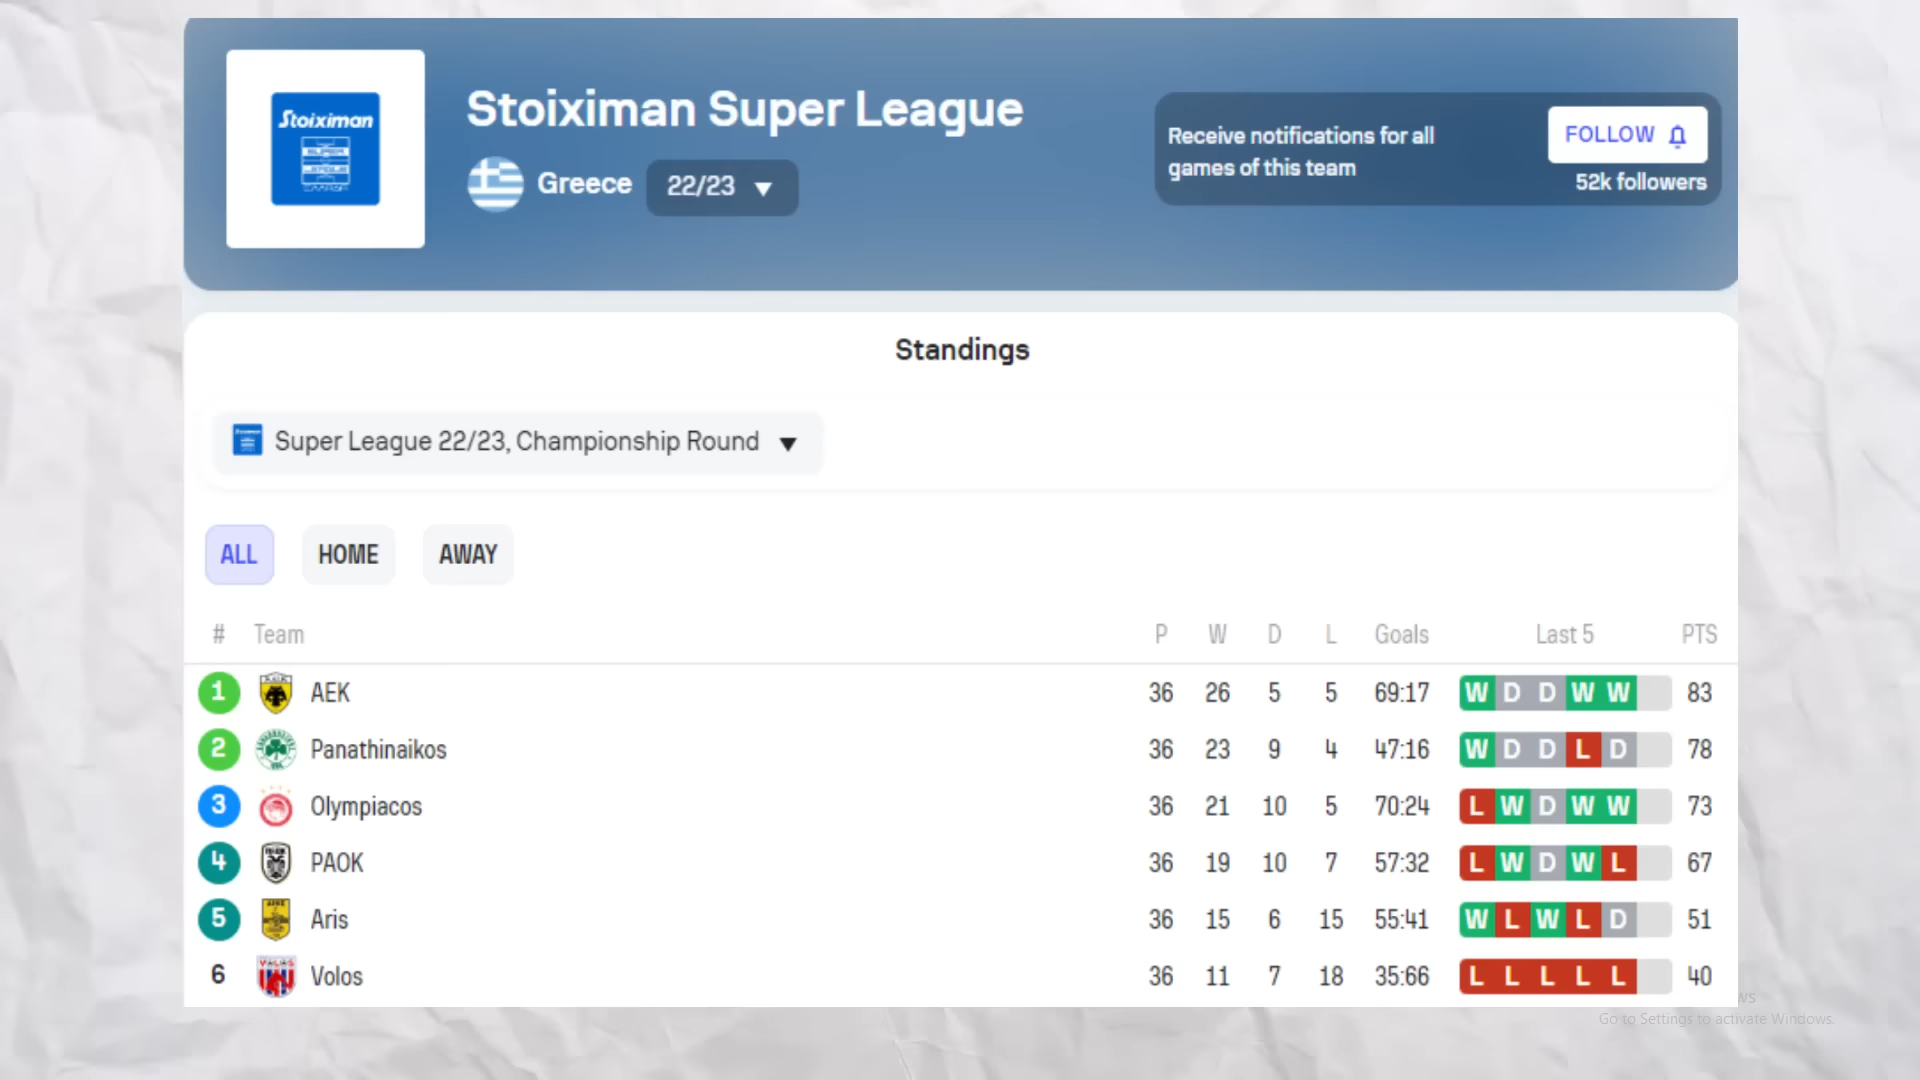 Stoiximan
Stoiximan Super League
Greece 22/23
Receive notifications for all
games of this team
FOLLOW
52k followers
Standings
Super League 22/23, Championship Round
ALL HOME AWAY
# Team P W D L Goals Last 5 PTS
1 AEK 36 26 5 5 69:17 W D D W W 83
2 Panathinaikos 36 23 9 4 47:16 W D D L D 78
3 Olympiacos 36 21 10 5 70:24 L W D W W 73
4 PAOK 36 19 10 7 57:32 L W D W L 67
5 Aris 36 15 6 15 55:41 W L W L D 51
6 Volos 36 11 7 18 35:66 L L L L L 40
Go to Settings to activate Windows.